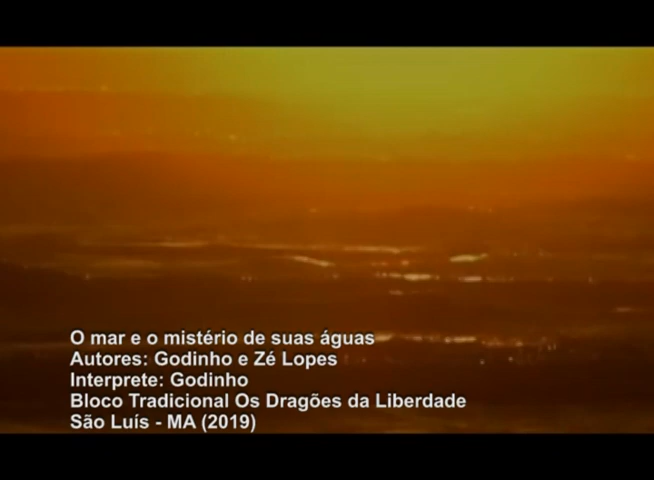 O mar e o mistério de suas águas
Autores: Godinho e Zé Lopes
Interprete: Godinho
Bloco Tradicional Os Dragões da Liberdade
São Luís - MA (2019)